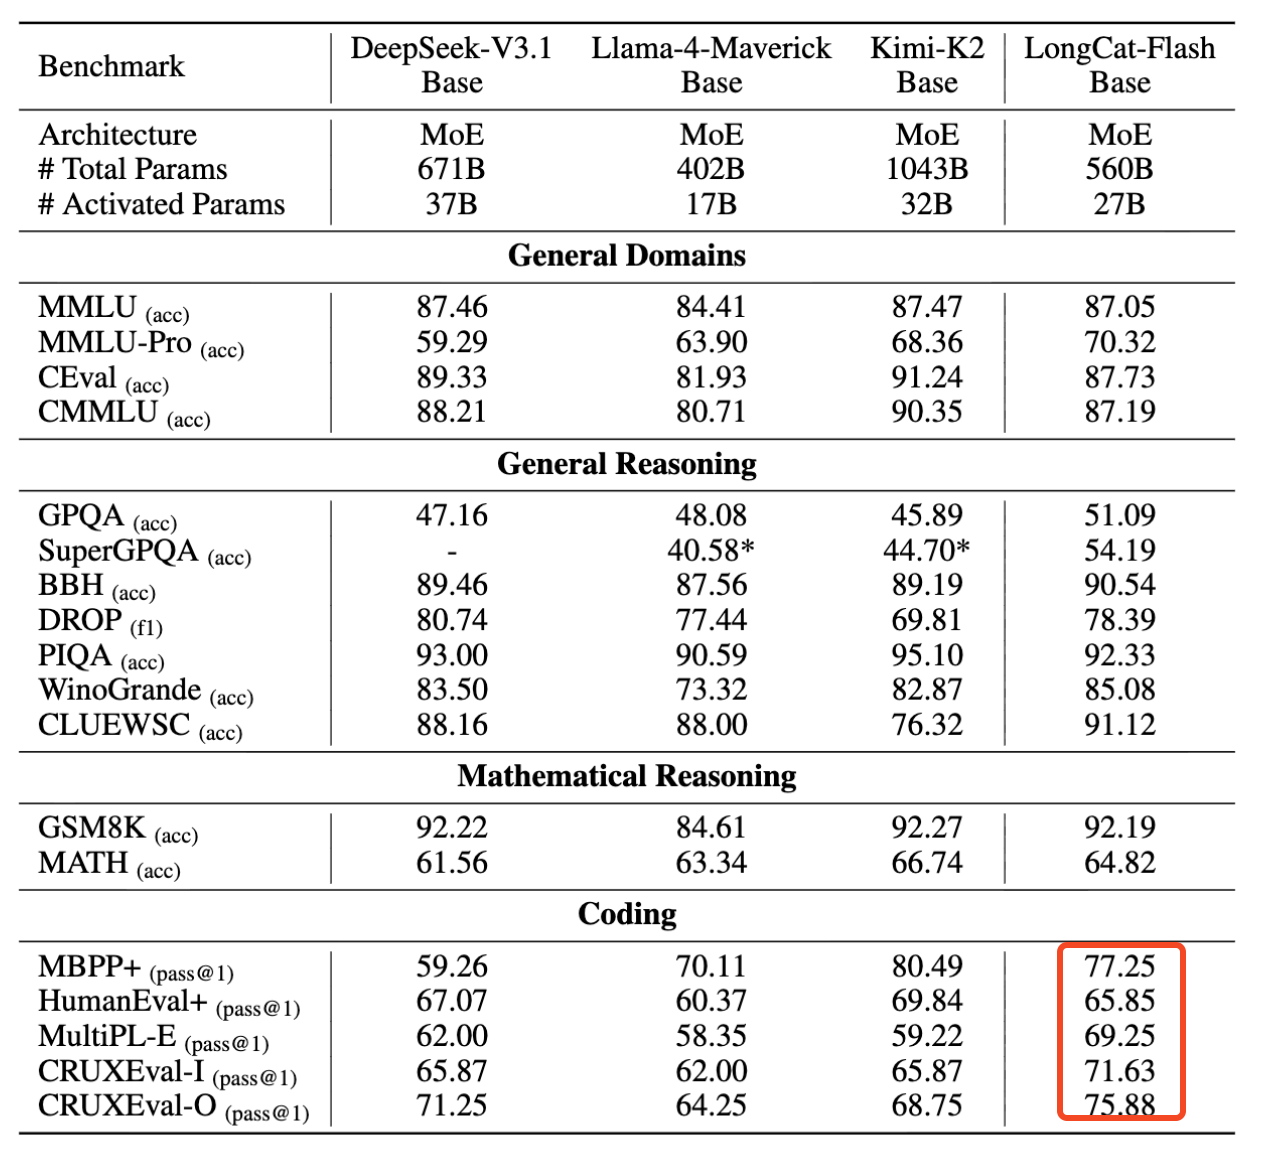 Benchmark DeepSeek-V3.1 Base Llama-4-Maverick Base Kimi-K2 Base LongCat-Flash Base
Architecture MoE MoE MoE MoE
# Total Params 671B 402B 1043B 560B
# Activated Params 37B 17B 32B 27B
General Domains
MMLU (acc) 87.46 84.41 87.47 87.05
MMLU-Pro (acc) 59.29 63.90 68.36 70.32
CEval (acc) 89.33 81.93 91.24 87.73
CMMLU (acc) 88.21 80.71 90.35 87.19
General Reasoning
GPQA (acc) 47.16 48.08 45.89 51.09
SuperGPQA (acc) - 40.58* 44.70* 54.19
BBH (acc) 89.46 87.56 89.19 90.54
DROP (f1) 80.74 77.44 69.81 78.39
PIQA (acc) 93.00 90.59 95.10 92.33
WinoGrande (acc) 83.50 73.32 82.87 85.08
CLUEWSC (acc) 88.16 88.00 76.32 91.12
Mathematical Reasoning
GSM8K (acc) 92.22 84.61 92.27 92.19
MATH (acc) 61.56 63.34 66.74 64.82
Coding
MBPP+ (pass@1) 59.26 70.11 80.49 77.25
HumanEval+ (pass@1) 67.07 60.37 69.84 65.85
MultiPL-E (pass@1) 62.00 58.35 59.22 69.25
CRUXEval-I (pass@1) 65.87 62.00 65.87 71.63
CRUXEval-O (pass@1) 71.25 64.25 68.75 75.88